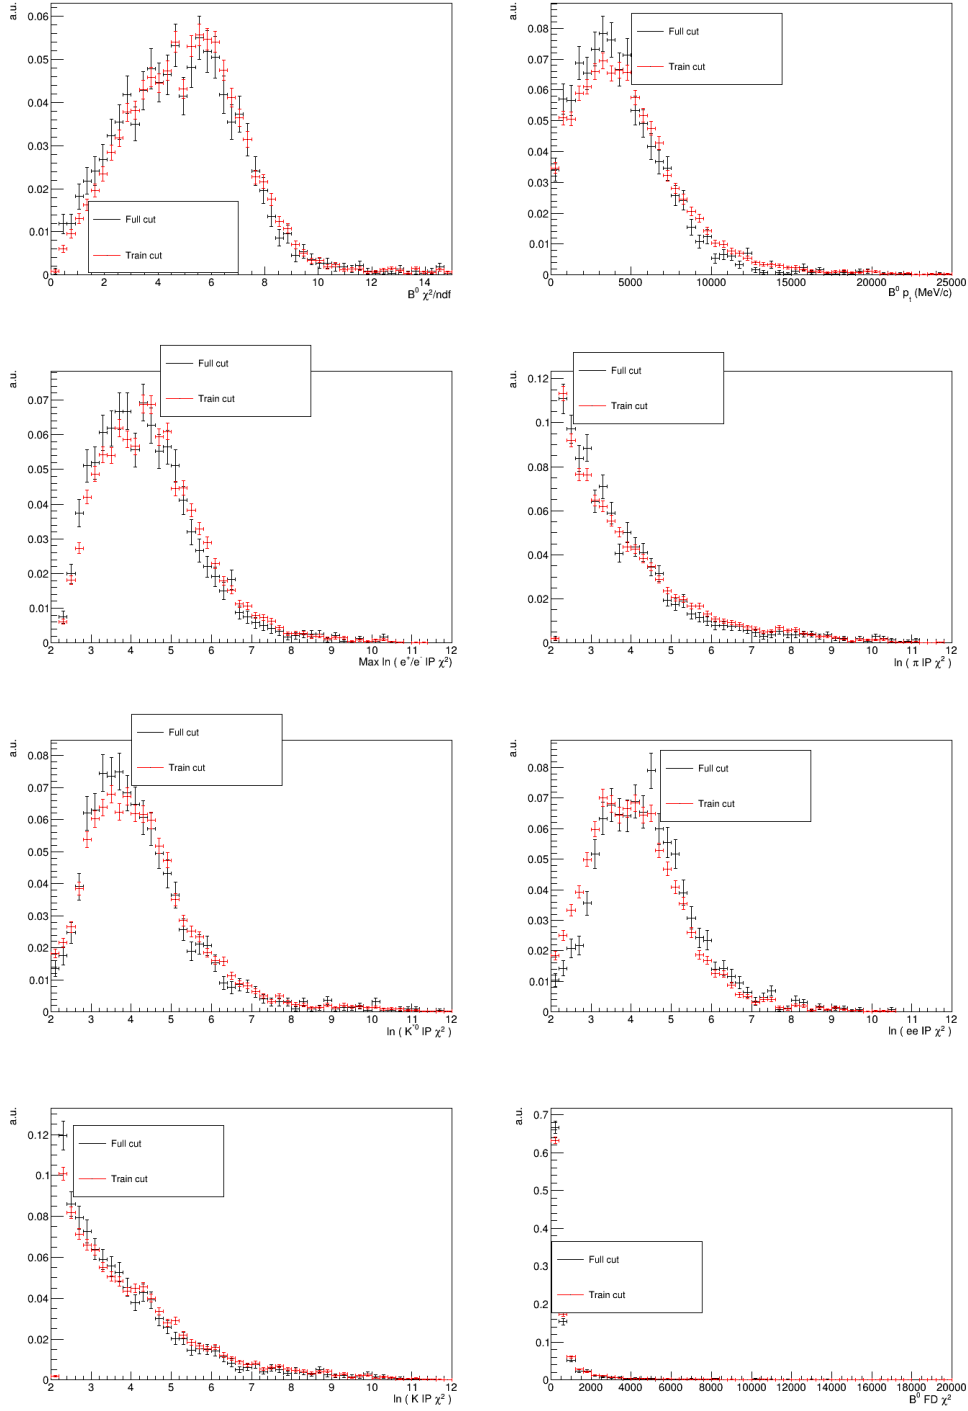 a.u.
0.06
0.05
0.04
0.03
0.02
0.01
0
Full cut
Train cut
0 2 4 6 8 10 12 14
B⁰ χ²/ndf
a.u.
0.08
0.07
0.06
0.05
0.04
0.03
0.02
0.01
0
Full cut
Train cut
0 5000 10000 15000 20000 25000
B⁰ pₜ (MeV/c)
a.u.
0.07
0.06
0.05
0.04
0.03
0.02
0.01
0
Full cut
Train cut
2 3 4 5 6 7 8 9 10 11 12
Max ln ( e⁺/e⁻ IP χ²)
a.u.
0.12
0.1
0.08
0.06
0.04
0.02
0
Full cut
Train cut
2 3 4 5 6 7 8 9 10 11 12
ln ( π IP χ² )
a.u.
0.08
0.07
0.06
0.05
0.04
0.03
0.02
0.01
0
Full cut
Train cut
2 3 4 5 6 7 8 9 10 11 12
ln ( K*⁰ IP χ² )
a.u.
0.08
0.07
0.06
0.05
0.04
0.03
0.02
0.01
0
Full cut
Train cut
2 3 4 5 6 7 8 9 10 11 12
ln ( ee IP χ² )
a.u.
0.12
0.1
0.08
0.06
0.04
0.02
0
Full cut
Train cut
2 3 4 5 6 7 8 9 10 11 12
ln ( K IP χ² )
a.u.
0.7
0.6
0.5
0.4
0.3
0.2
0.1
0
Full cut
Train cut
0 2000 4000 6000 8000 10000 12000 14000 16000 18000 20000
B⁰ FD χ²